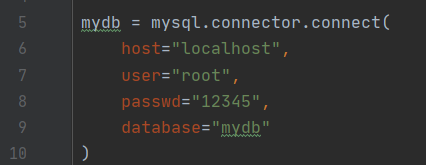 5 mydb = mysql.connector.connect(
6 host="localhost",
7 user="root",
8 passwd="12345",
9 database="mydb"
10 )